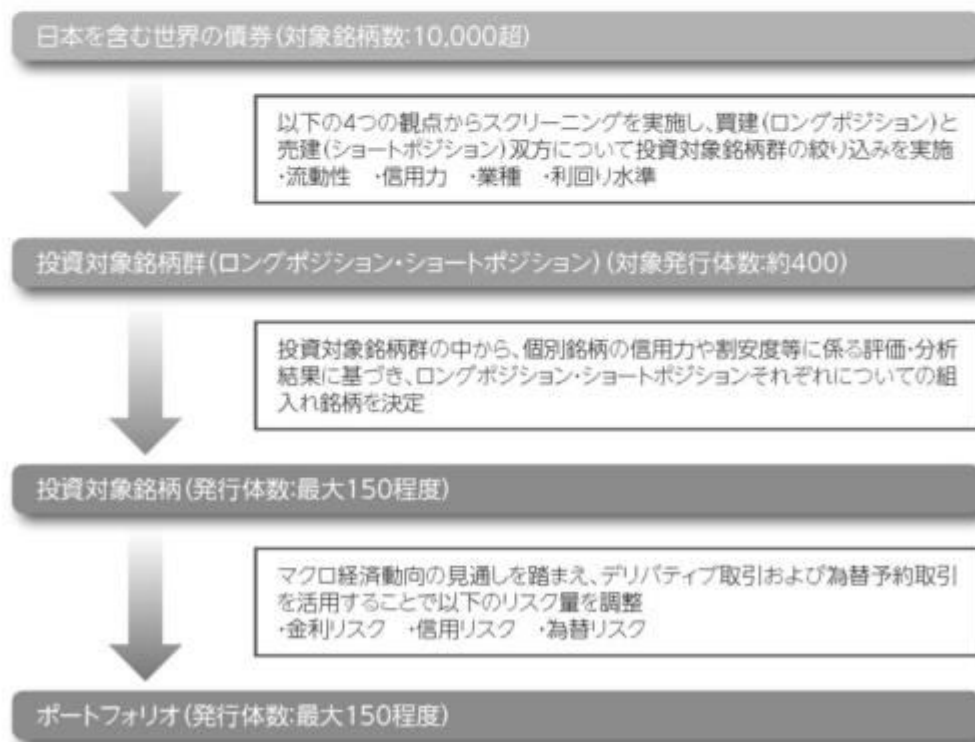 日本を含む世界の債券(対象銘柄数:10,000超)
以下の4つの観点からスクリーニングを実施し、買建(ロングポジション)と
売建(ショートポジション)双方について投資対象銘柄群の絞り込みを実施
・流動性　・信用力　・業種　・利回り水準
投資対象銘柄群(ロングポジション・ショートポジション)(対象発行体数:約400)
投資対象銘柄群の中から、個別銘柄の信用力や割安度等に係る評価・分析
結果に基づき、ロングポジション・ショートポジションそれぞれについての組
入れ銘柄を決定
投資対象銘柄(発行体数:最大150程度)
マクロ経済動向の見通しを踏まえ、デリバティブ取引および為替予約取引
を活用することで以下のリスク量を調整
・金利リスク　・信用リスク　・為替リスク
ポートフォリオ(発行体数:最大150程度)